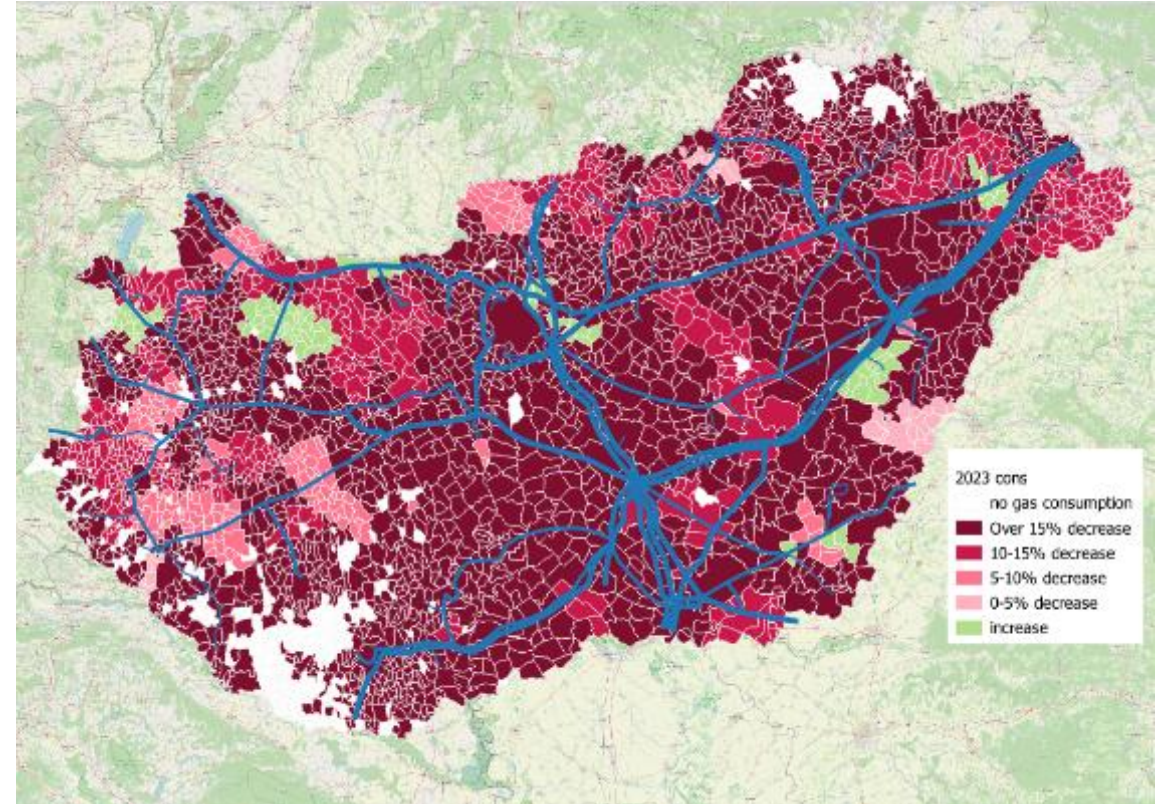 2023 cons
no gas consumption
Over 15% decrease
10-15% decrease
5-10% decrease
0-5% decrease
increase